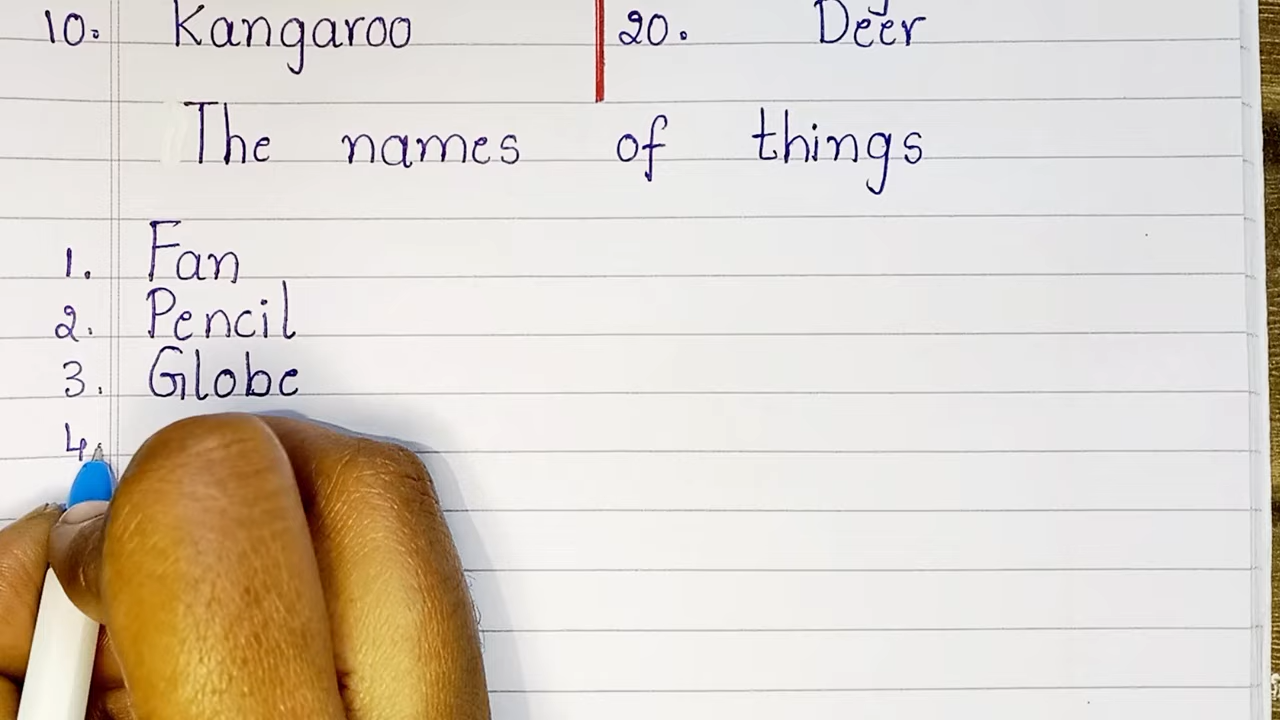 10. Kangaroo 20. Deer
The names of things
1. Fan
2. Pencil
3. Globe
4.